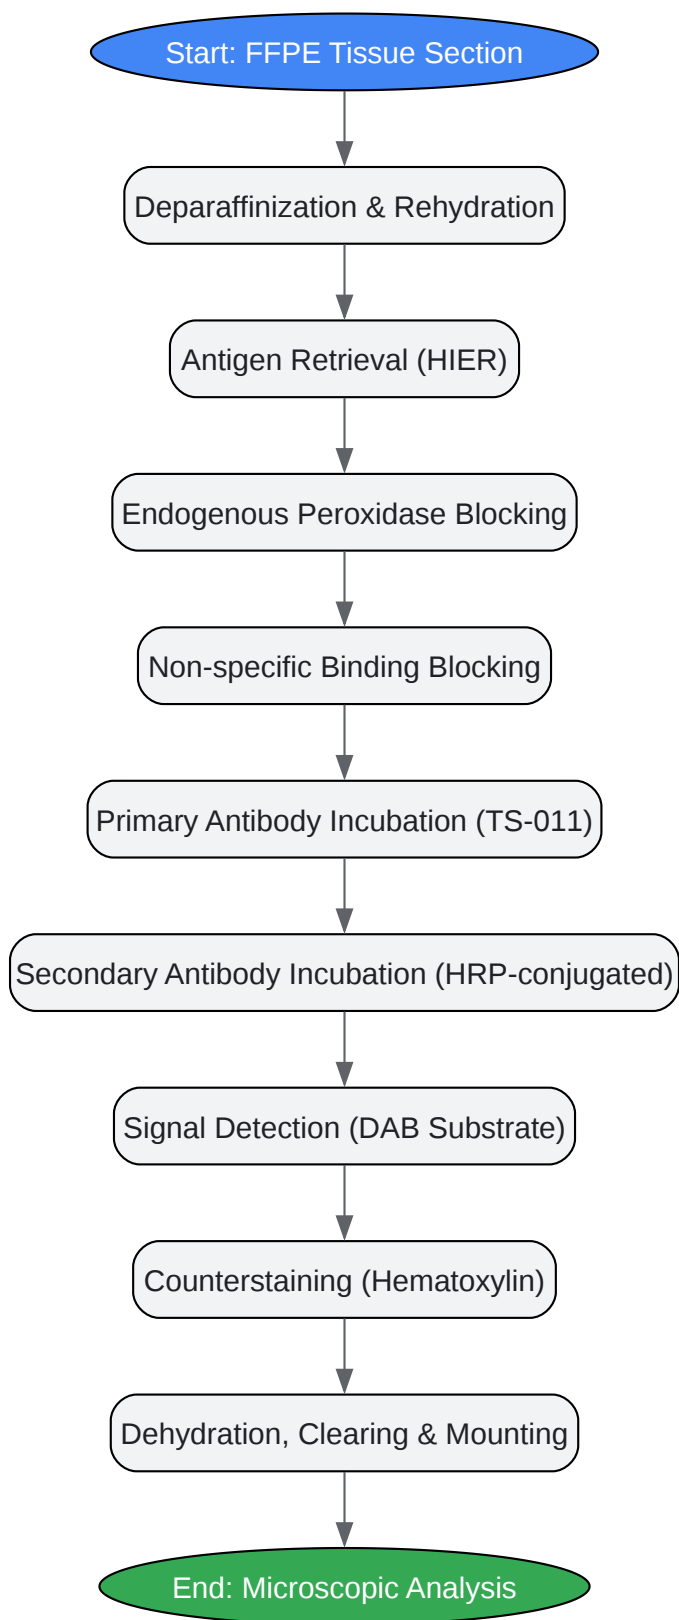 Start: FFPE Tissue Section
Deparaffinization & Rehydration
Antigen Retrieval (HIER)
Endogenous Peroxidase Blocking
Non-specific Binding Blocking
Primary Antibody Incubation (TS-011)
Secondary Antibody Incubation (HRP-conjugated)
Signal Detection (DAB Substrate)
Counterstaining (Hematoxylin)
Dehydration, Clearing & Mounting
End: Microscopic Analysis